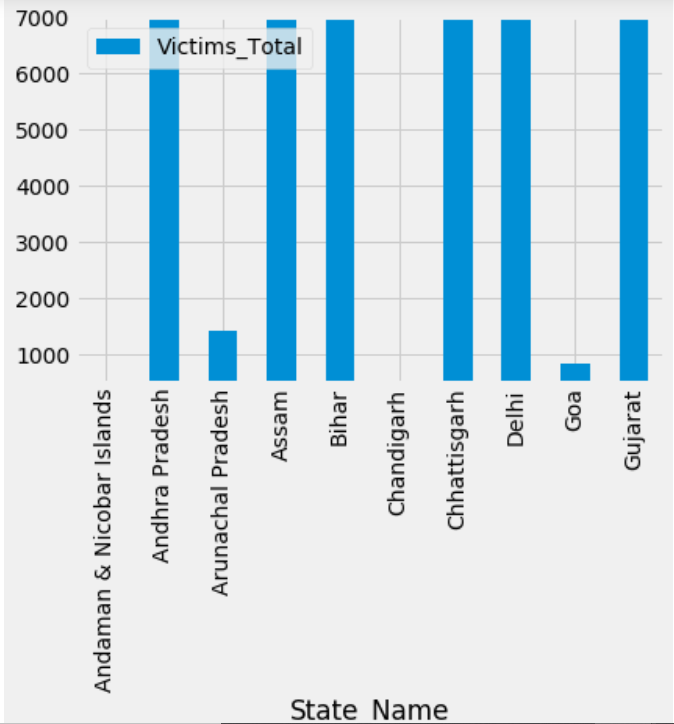 7000
Victims_Total
6000
5000
4000
3000
2000
1000
Andaman & Nicobar Islands
Andhra Pradesh
Arunachal Pradesh
Assam
Bihar
Chandigarh
Chhattisgarh
Delhi
Goa
Gujarat
State_Name